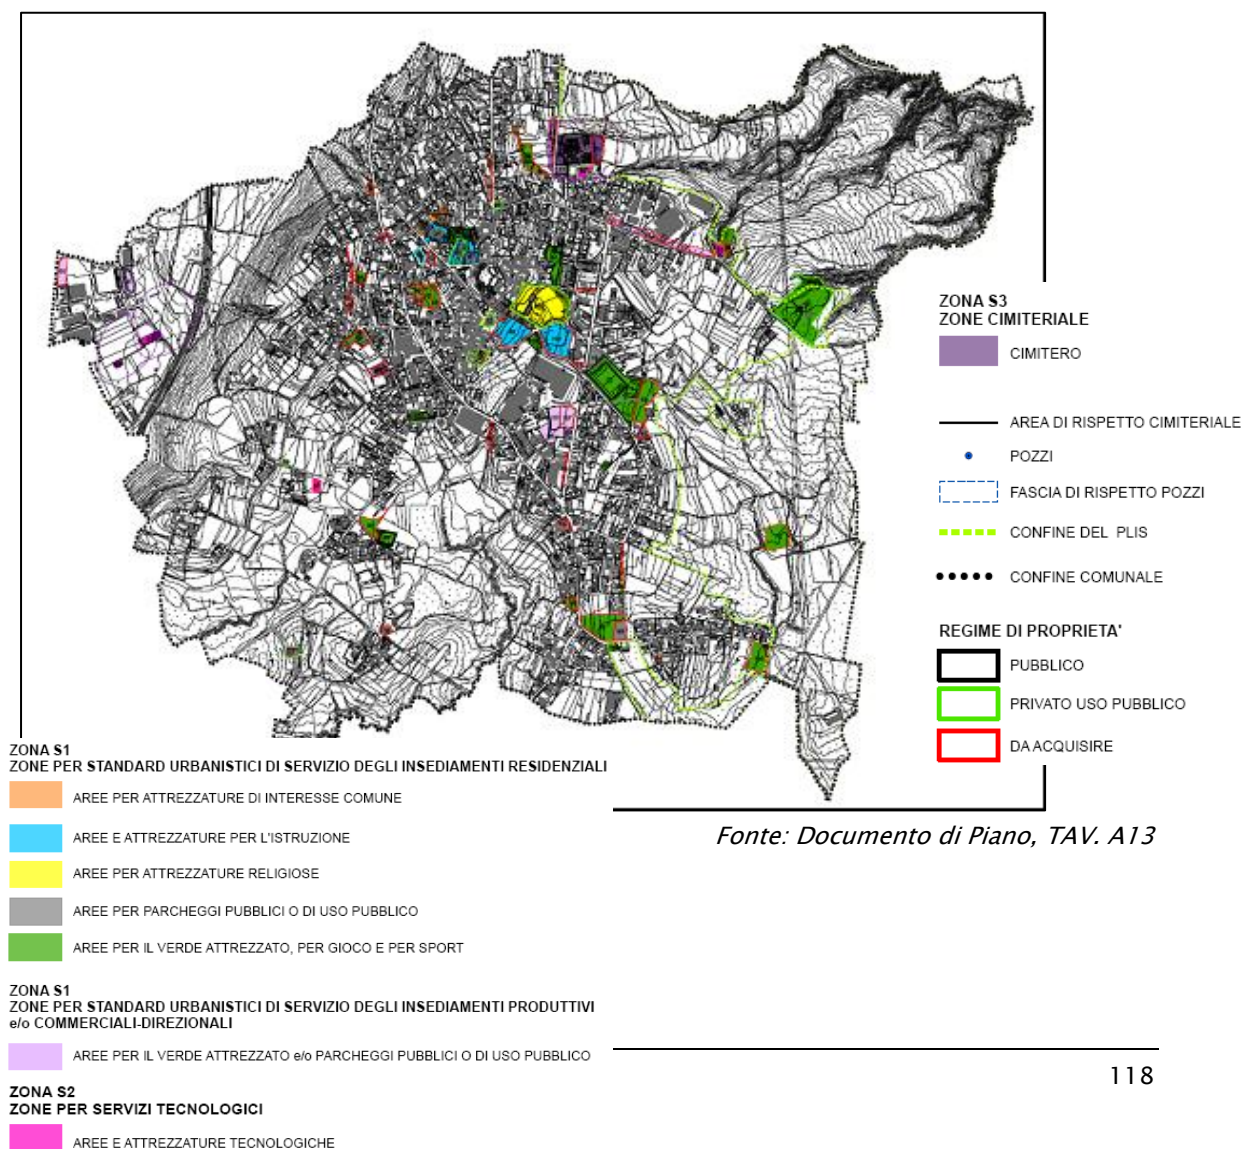 ZONA S3
ZONE CIMITERIALE
CIMITERO
AREA DI RISPETTO CIMITERIALE
POZZI
FASCIA DI RISPETTO POZZI
CONFINE DEL PLIS
CONFINE COMUNALE
REGIME DI PROPRIETA'
PUBBLICO
PRIVATO USO PUBBLICO
DA ACQUISIRE
ZONA S1
ZONE PER STANDARD URBANISTICI DI SERVIZIO DEGLI INSEDIAMENTI RESIDENZIALI
AREE PER ATTREZZATURE DI INTERESSE COMUNE
AREE E ATTREZZATURE PER L'ISTRUZIONE
AREE PER ATTREZZATURE RELIGIOSE
AREE PER PARCHEGGI PUBBLICI O DI USO PUBBLICO
AREE PER IL VERDE ATTREZZATO, PER GIOCO E PER SPORT
Fonte: Documento di Piano, TAV. A13
ZONA S1
ZONE PER STANDARD URBANISTICI DI SERVIZIO DEGLI INSEDIAMENTI PRODUTTIVI
e/o COMMERCIALI-DIREZIONALI
AREE PER IL VERDE ATTREZZATO e/o PARCHEGGI PUBBLICI O DI USO PUBBLICO
ZONA S2
ZONE PER SERVIZI TECNOLOGICI
AREE E ATTREZZATURE TECNOLOGICHE
118